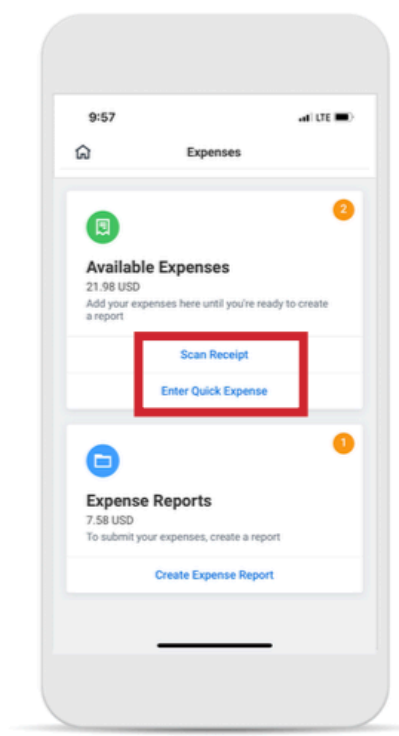 9:57
LTE
Expenses
2
Available Expenses
21.98 USD
Add your expenses here until you're ready to create
a report
Scan Receipt
Enter Quick Expense
1
Expense Reports
7.58 USD
To submit your expenses, create a report
Create Expense Report